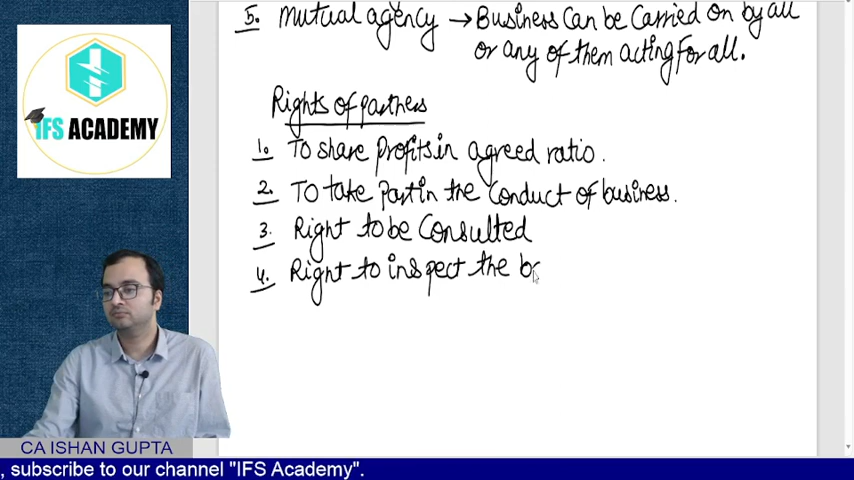 5. Mutual agency → Business Can be Carried on by all
or any of them acting for all.
IFS ACADEMY
Rights of partners
1. To share Profits in agreed ratio.
2. To take Part in the Conduct of business.
3. Right to be Consulted
4. Right to inspect the b
CA ISHAN GUPTA
, subscribe to our channel "IFS Academy".